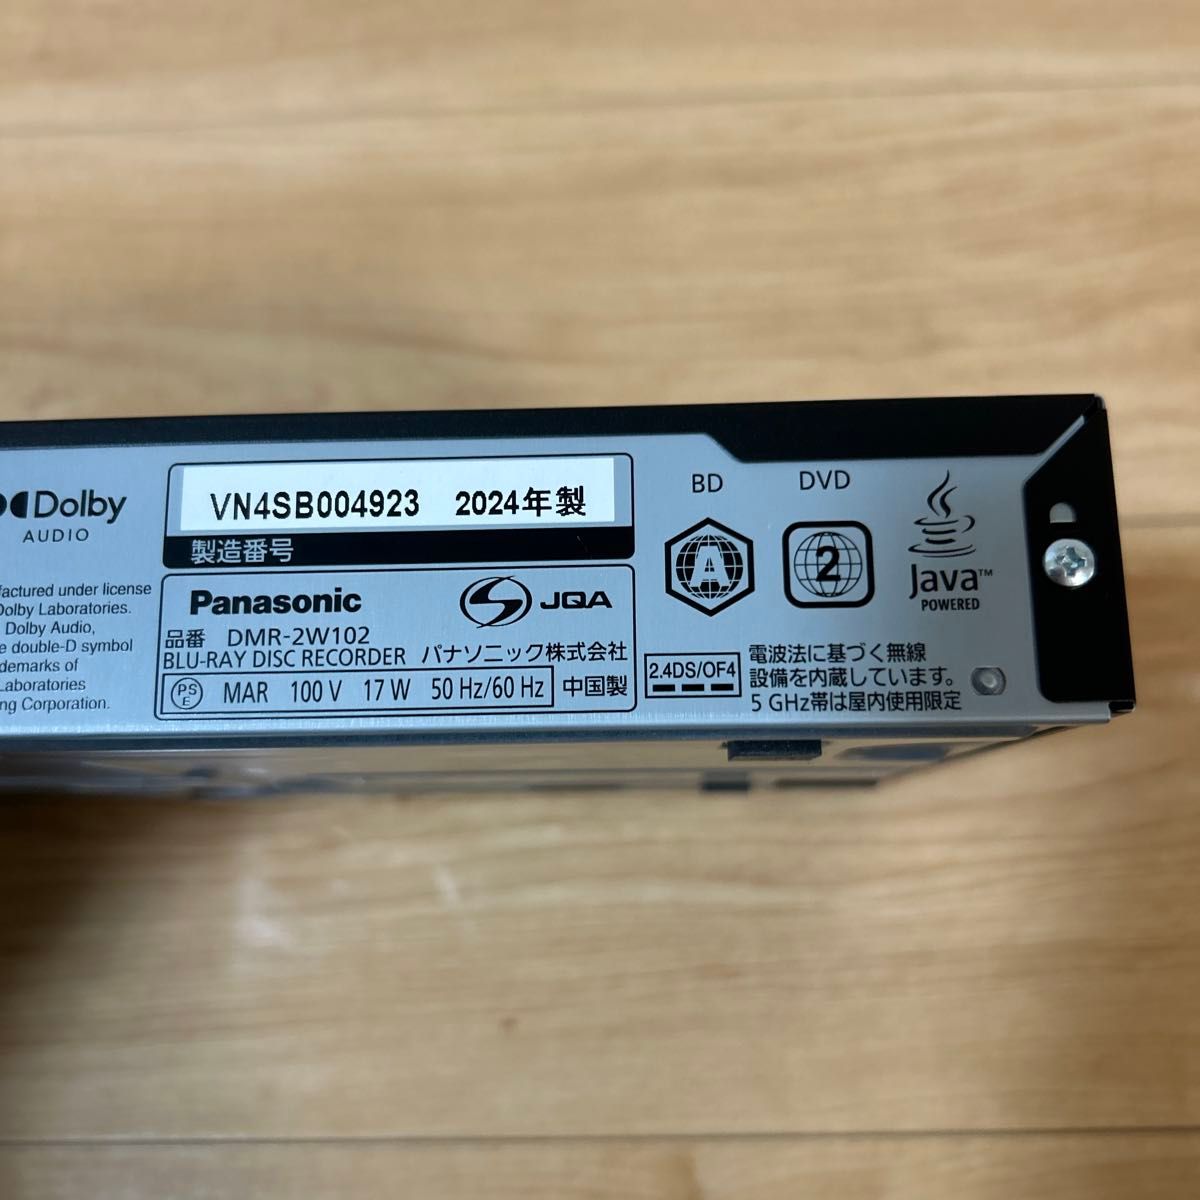 Dolby
AUDIO
factured under license
Dolby Laboratories.
Dolby Audio,
e double-D symbol
demarks of
Laboratories
ng Corporation.
VN4SB004923 2024年製
製造番号
Panasonic
JQA
品番 DMR-2W102
BLU-RAY DISC RECORDER パナソニック株式会社
PS
E
MAR 100 V 17 W 50 Hz/60 Hz 中国製
BD
A
DVD
2
Java™
POWERED
2.4DS/OF4
電波法に基づく無線
設備を内蔵しています。
5 GHz帯は屋内使用限定